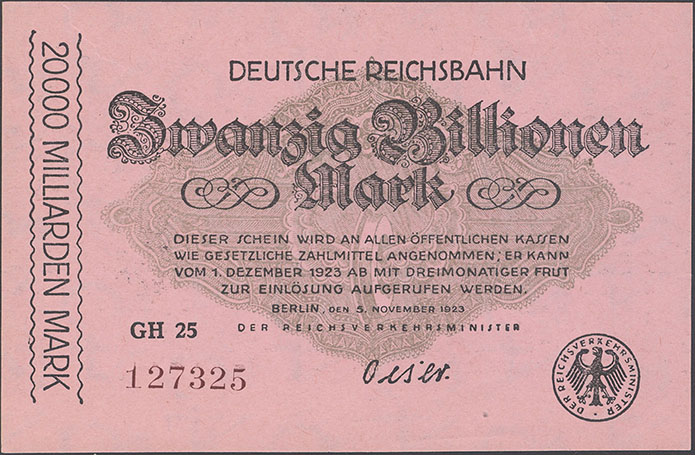 20000 MILLIARDEN MARK
DEUTSCHE REICHSBAHN
Zwanzig Billionen
Mark
DIESER SCHEIN WIRD AN ALLEN ÖFFENTLICHEN KASSEN
WIE GESETZLICHE ZAHLMITTEL ANGENOMMEN; ER KANN
VOM 1. DEZEMBER 1923 AB MIT DREIMONATIGER FRIST
ZUR EINLÖSUNG AUFGERUFEN WERDEN.
BERLIN, DEN 5. NOVEMBER 1923
DER REICHSVERKEHRSMINISTER
GH 25
127325
Oeser.
DER REICHSVERKEHRSMINISTER